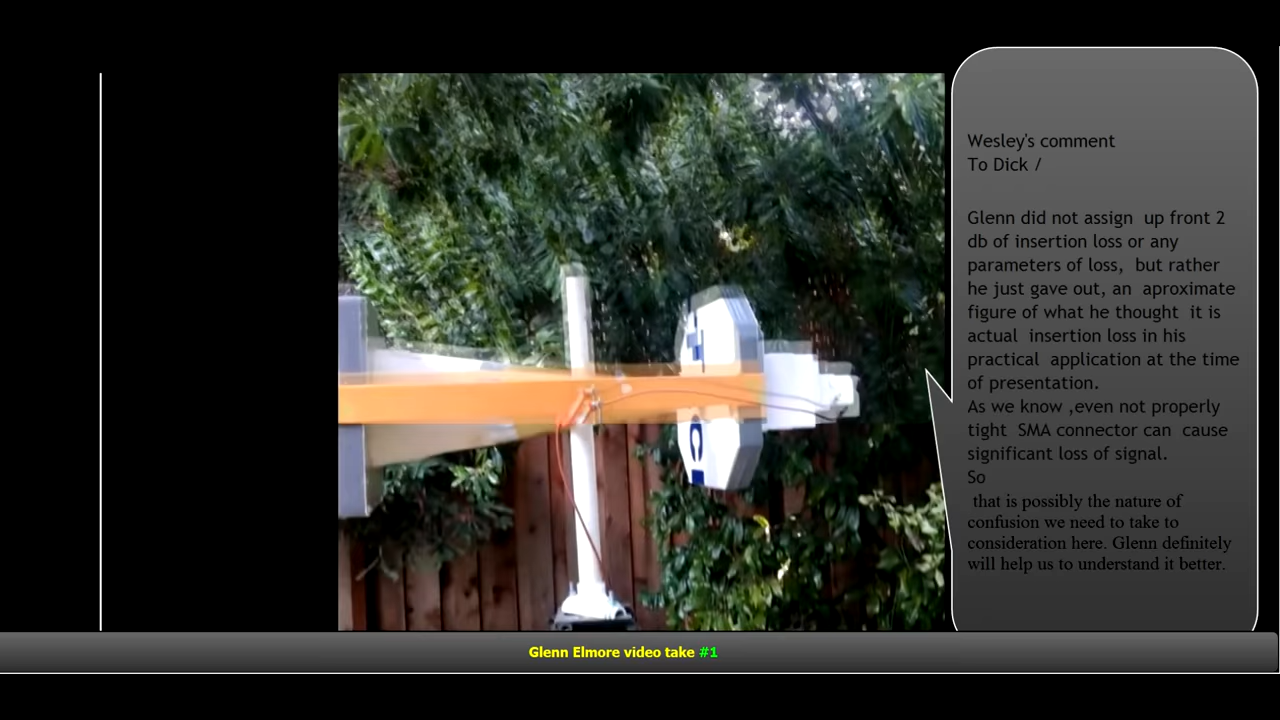 Wesley's comment
To Dick /
Glenn did not assign  up front 2
db of insertion loss or any
parameters of loss,  but rather
he just gave out, an  aproximate
figure of what he thought  it is
actual  insertion loss in his
practical  application at the time
of presentation.
As we know ,even not properly
tight  SMA connector can  cause
significant loss of signal.
So
that is possibly the nature of
confusion we need to take to
consideration here. Glenn definitely
will help us to understand it better.
Glenn Elmore video take #1